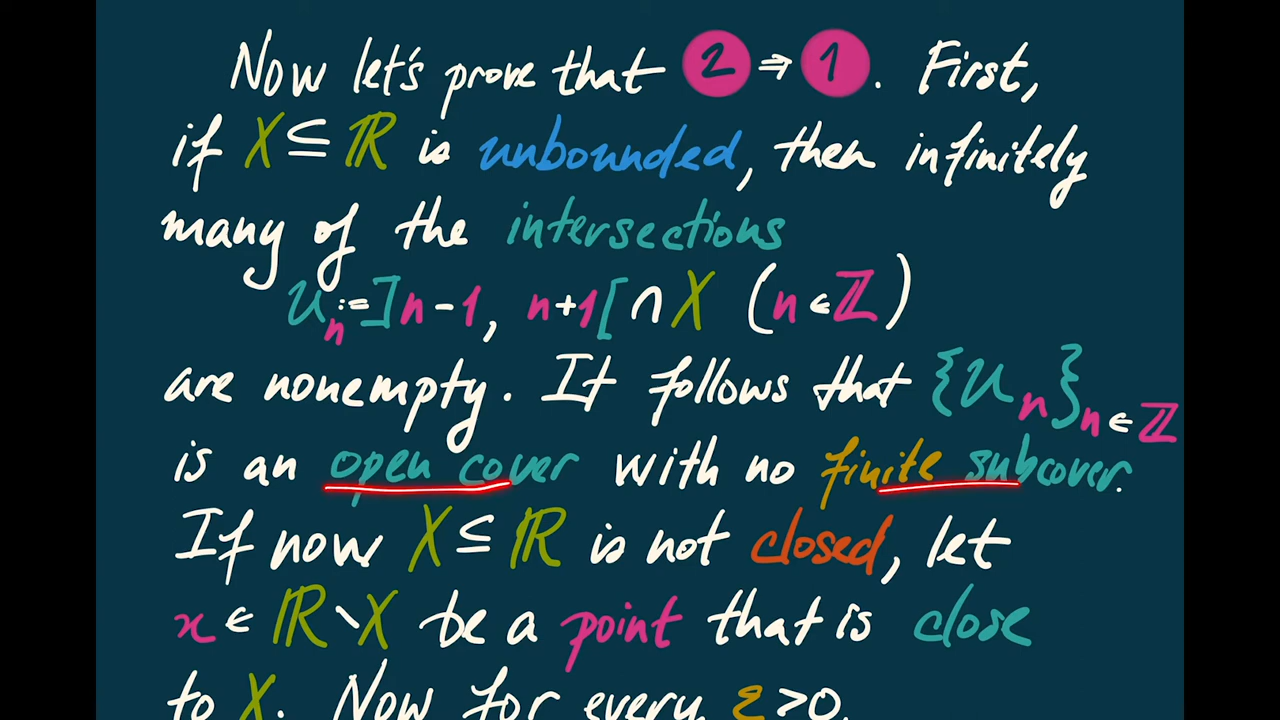 Now let's prove that 2 ⇒ 1. First,
if X ⊆ ℝ is unbounded, then infinitely
many of the intersections
U_n := ]n-1, n+1[ ∩ X (n ∈ ℤ)
are nonempty. It follows that {U_n}_{n ∈ ℤ}
is an open cover with no finite subcover.
If now X ⊆ ℝ is not closed, let
x ∈ ℝ∖X be a point that is close
to X. Now for every ε>0,